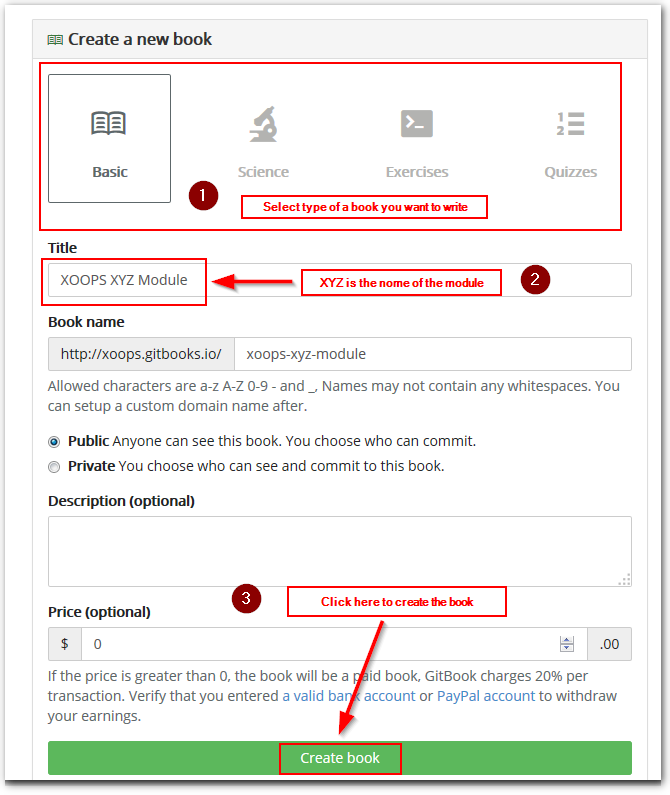 Create a new book
Basic
Science
Exercises
1
2
Quizzes
1
Select type of a book you want to write
Title
XOOPS XYZ Module
XYZ is the nome of the module
2
Book name
http://xoops.gitbooks.io/
xoops-xyz-module
Allowed characters are a-z A-Z 0-9 - and _, Names may not contain any whitespaces. You
can setup a custom domain name after.
Public Anyone can see this book. You choose who can commit.
Private You choose who can see and commit to this book.
Description (optional)
3
Click here to create the book
Price (optional)
$
0
.00
If the price is greater than 0, the book will be a paid book, GitBook charges 20% per
transaction. Verify that you entered a valid bank account or PayPal account to withdraw
your earnings.
Create book